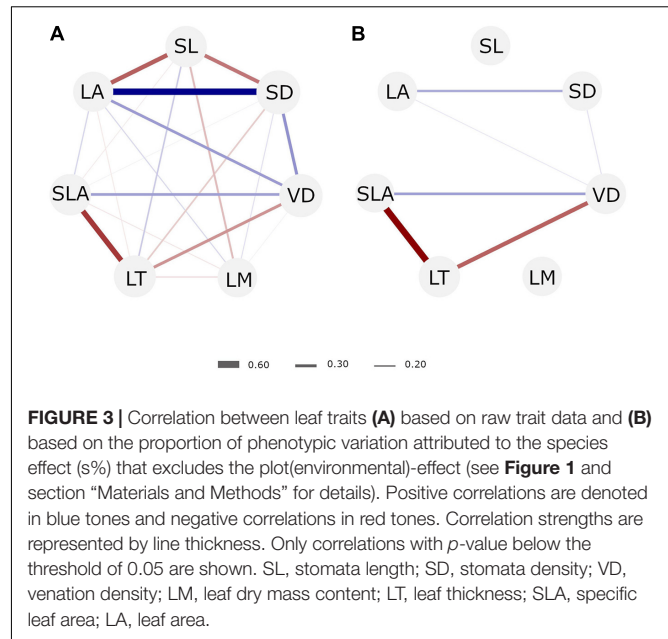 A
B
SL
SL
LA
SD
LA
SD
SLA
VD
SLA
VD
LT
LM
LT
LM
0.60 0.30 0.20
FIGURE 3 | Correlation between leaf traits (A) based on raw trait data and (B)
based on the proportion of phenotypic variation attributed to the species
effect (s%) that excludes the plot(environmental)-effect (see Figure 1 and
section “Materials and Methods” for details). Positive correlations are denoted
in blue tones and negative correlations in red tones. Correlation strengths are
represented by line thickness. Only correlations with p-value below the
threshold of 0.05 are shown. SL, stomata length; SD, stomata density; VD,
venation density; LM, leaf dry mass content; LT, leaf thickness; SLA, specific
leaf area; LA, leaf area.